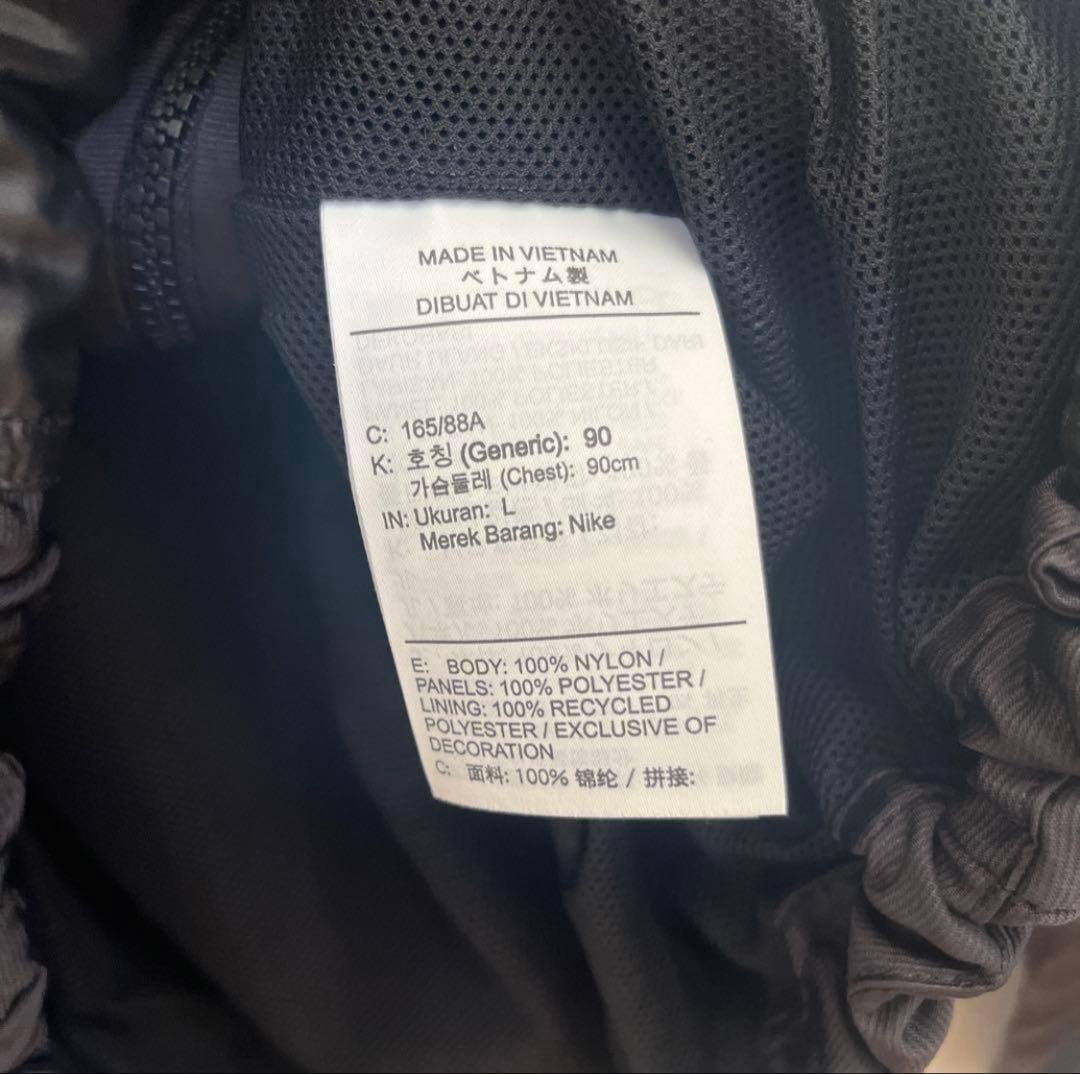 MADE IN VIETNAM
ベトナム製
DIBUAT DI VIETNAM
C: 165/88A
K: 호칭 (Generic): 90
가슴둘레 (Chest): 90cm
IN: Ukuran: L
Merek Barang: Nike
E: BODY: 100% NYLON /
PANELS: 100% POLYESTER /
LINING: 100% RECYCLED
POLYESTER / EXCLUSIVE OF
DECORATION
C: 面料: 100% 锦纶 / 拼接: